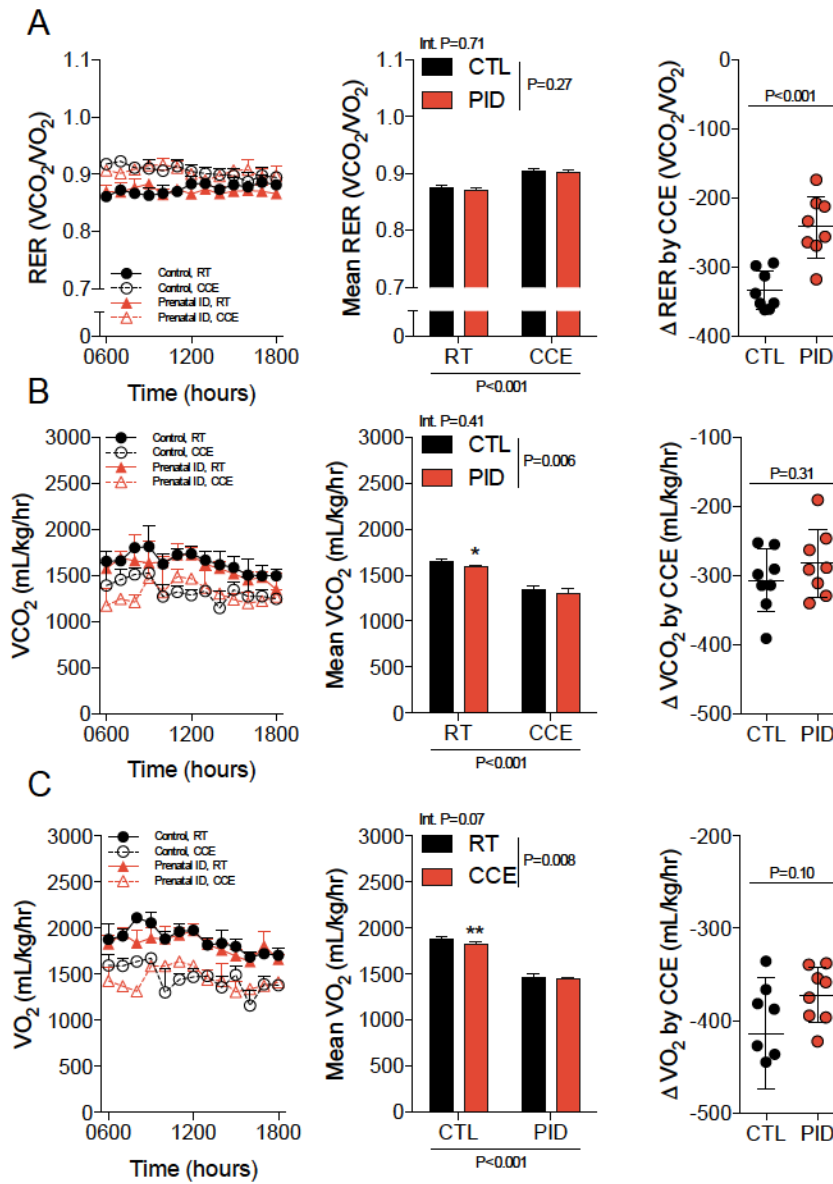 A
RER (VCO2/VO2)
1.1
1.0
0.9
0.8
0.7
0
Control, RT
Control, CCE
Prenatal ID, RT
Prenatal ID, CCE
0600 1200 1800
Time (hours)
Mean RER (VCO2/VO2)
Int. P=0.71
CTL
PID
P=0.27
1.1
1.0
0.9
0.8
0.7
0
RT CCE
P<0.001
Δ RER by CCE (VCO2/VO2)
0
-100
-200
-300
-400
P<0.001
CTL PID
B
VCO2 (mL/kg/hr)
3000
2500
2000
1500
1000
500
0
Control, RT
Control, CCE
Prenatal ID, RT
Prenatal ID, CCE
0600 1200 1800
Time (hours)
Mean VCO2 (mL/kg/hr)
Int. P=0.41
CTL
PID
P=0.006
3000
2500
2000
1500
1000
500
0
*
RT CCE
P<0.001
Δ VCO2 by CCE (mL/kg/hr)
-100
-200
-300
-400
-500
P=0.31
CTL PID
C
VO2 (mL/kg/hr)
3000
2500
2000
1500
1000
500
0
Control, RT
Control, CCE
Prenatal ID, RT
Prenatal ID, CCE
0600 1200 1800
Time (hours)
Mean VO2 (mL/kg/hr)
Int. P=0.07
RT
CCE
P=0.008
3000
2500
2000
1500
1000
500
0
**
CTL PID
P<0.001
Δ VO2 by CCE (mL/kg/hr)
-200
-300
-400
-500
P=0.10
CTL PID